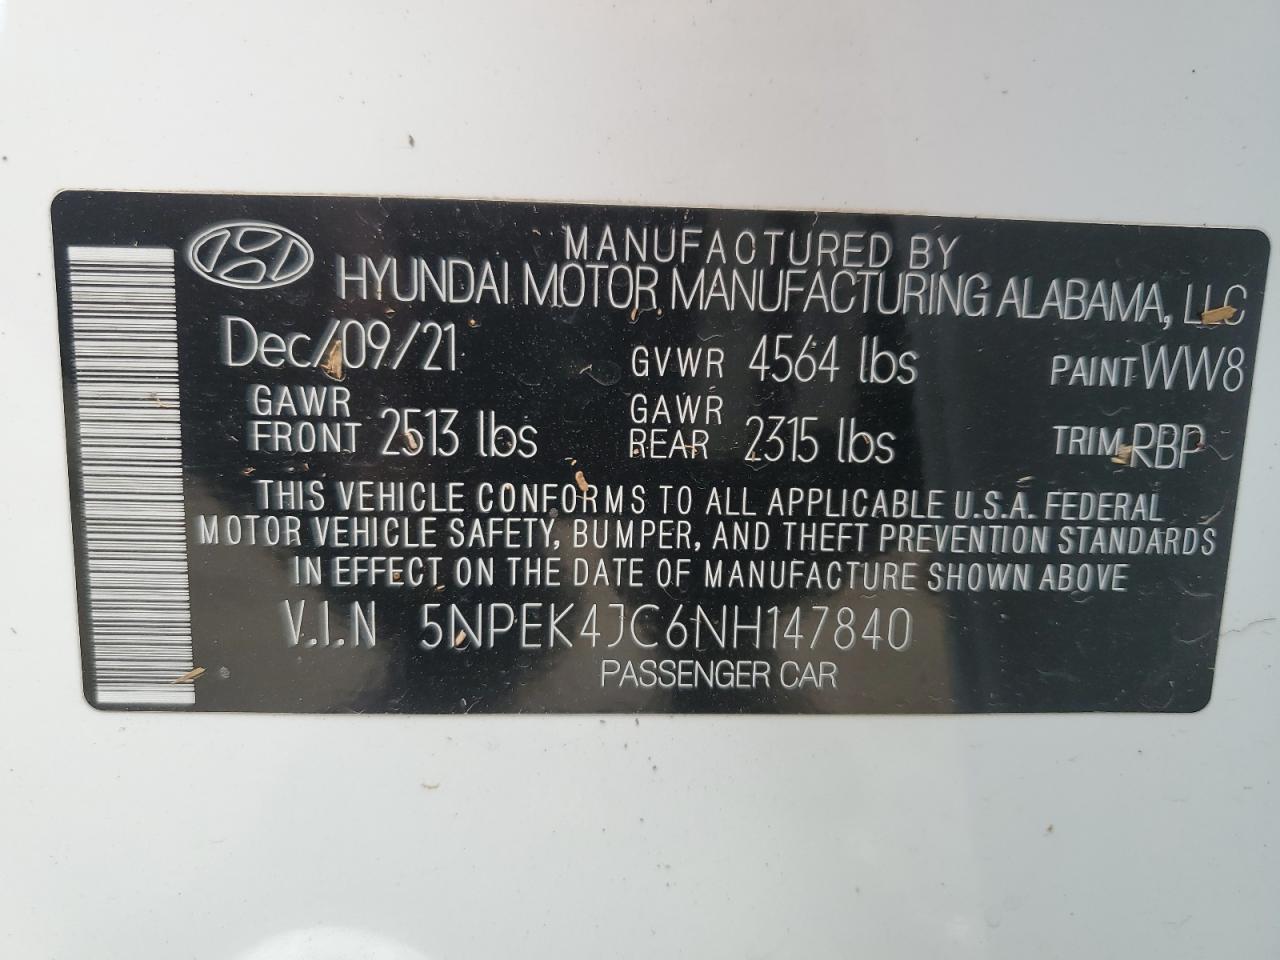 MANUFACTURED BY
HYUNDAI MOTOR MANUFACTURING ALABAMA, LLC
Dec/09/21 GVWR 4564 lbs PAINT WW8
GAWR FRONT 2513 lbs GAWR REAR 2315 lbs TRIM RBP
THIS VEHICLE CONFORMS TO ALL APPLICABLE U.S.A. FEDERAL
MOTOR VEHICLE SAFETY, BUMPER, AND THEFT PREVENTION STANDARDS
IN EFFECT ON THE DATE OF MANUFACTURE SHOWN ABOVE
V.I.N 5NPEK4JC6NH147840
PASSENGER CAR